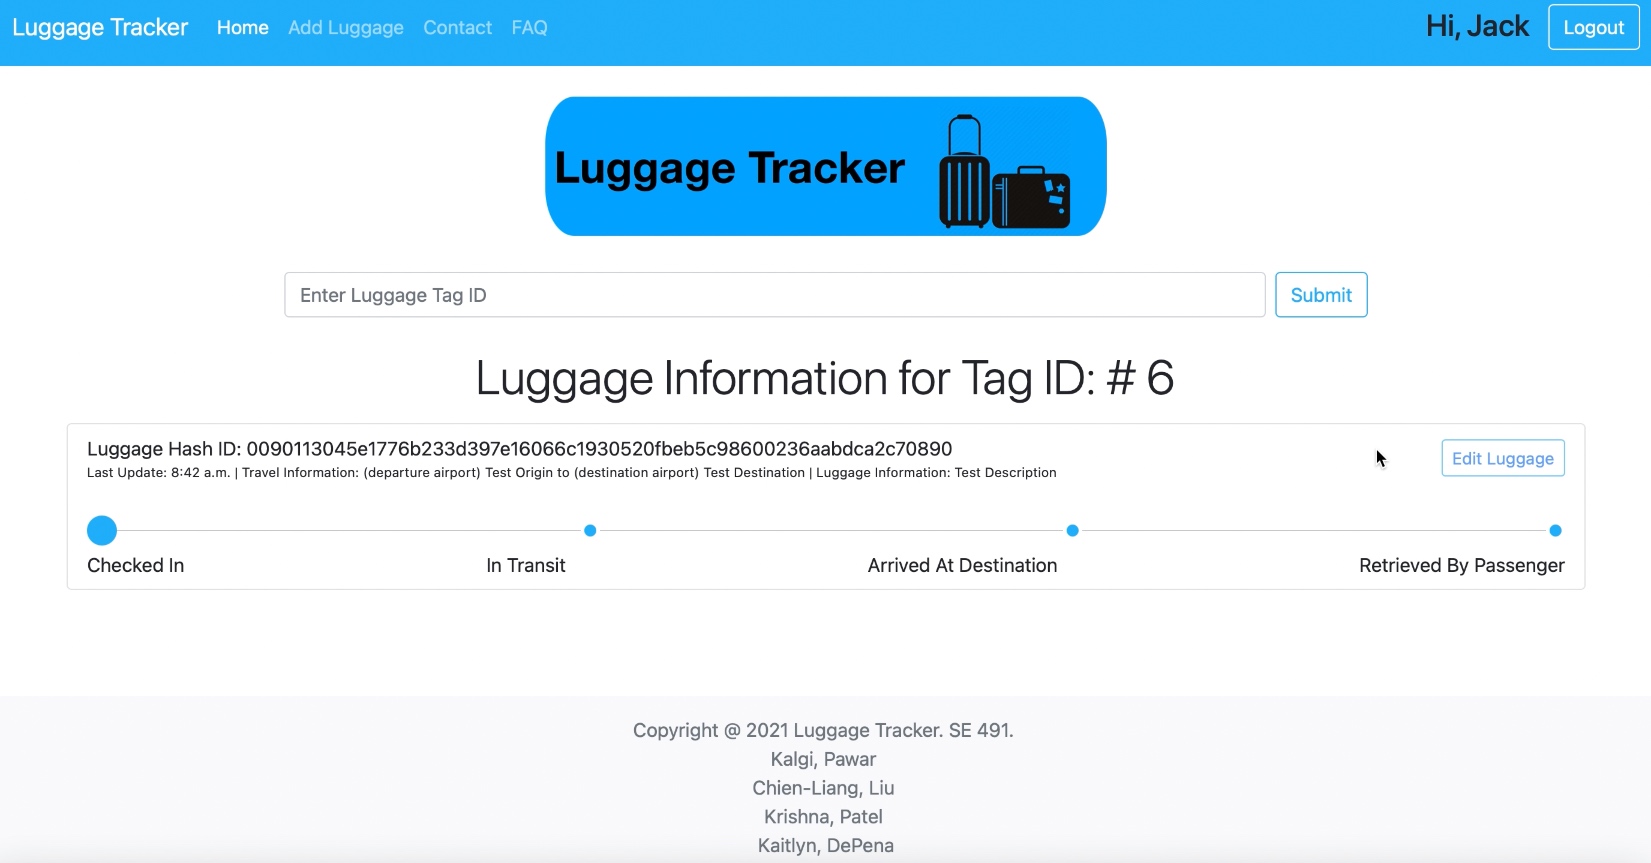 Luggage Tracker Home Add Luggage Contact FAQ Hi, Jack Logout
Luggage Tracker
Enter Luggage Tag ID Submit
Luggage Information for Tag ID: # 6
Luggage Hash ID: 0090113045e1776b233d397e16066c1930520fbeb5c98600236aabdca2c70890
Edit Luggage
Last Update: 8:42 a.m. | Travel Information: (departure airport) Test Origin to (destination airport) Test Destination | Luggage Information: Test Description
Checked In In Transit Arrived At Destination Retrieved By Passenger
Copyright @ 2021 Luggage Tracker. SE 491.
Kalgi, Pawar
Chien-Liang, Liu
Krishna, Patel
Kaitlyn, DePena